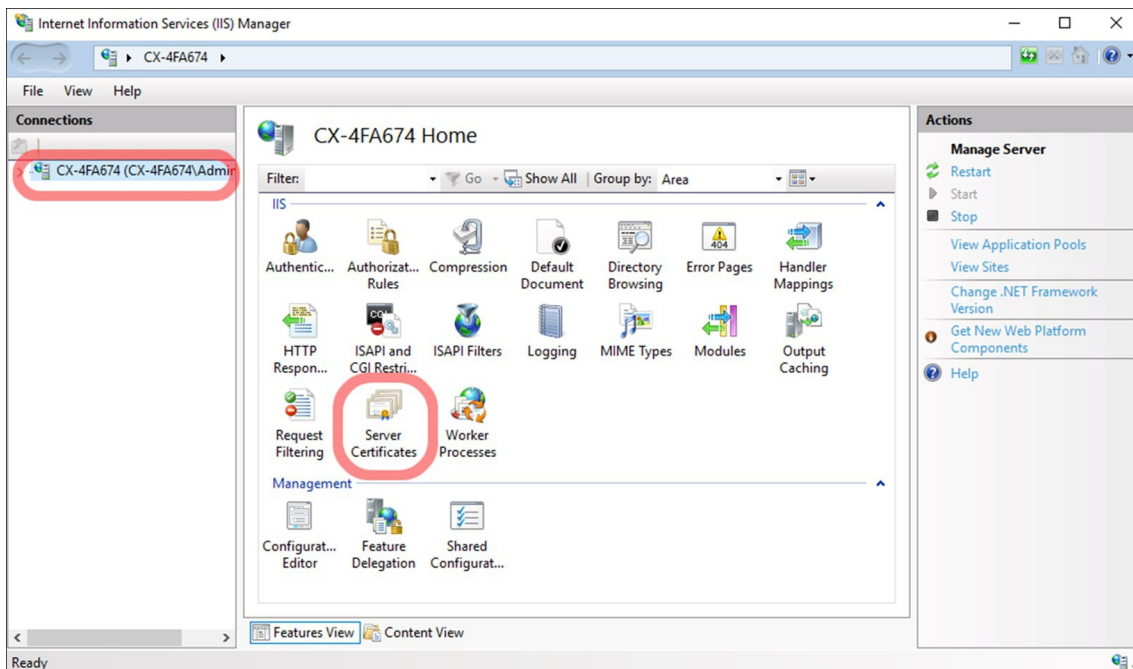 Internet Information Services (IIS) Manager
CX-4FA674
File View Help
Connections
CX-4FA674 (CX-4FA674\Admir
CX-4FA674 Home
Filter: Go Show All Group by: Area
IIS
Authentic... Authorizat... Compression Default Directory Error Pages Handler
Rules Document Browsing Mappings
404
HTTP ISAPI and ISAPI Filters Logging MIME Types Modules Output
Respon... CGI Restri... Caching
Request Server Worker
Filtering Certificates Processes
Management
Configurat... Feature Shared
Editor Delegation Configurat...
Features View Content View
Actions
Manage Server
Restart
Start
Stop
View Application Pools
View Sites
Change .NET Framework
Version
Get New Web Platform
Components
Help
Ready